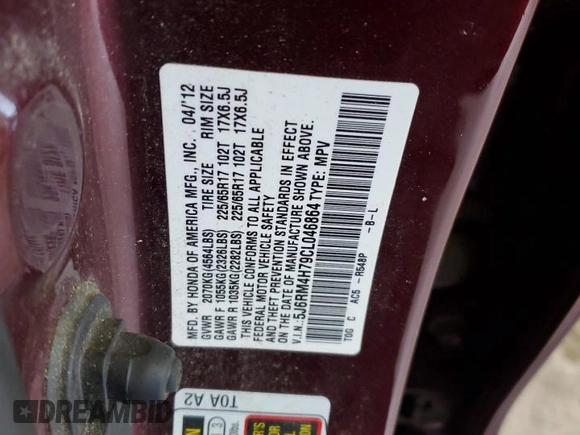 MFD. BY HONDA OF AMERICA MFG., INC. 04/'12
GVWR 2070KG(4564LBS) TIRE SIZE RIM SIZE
GAWR F 1055KG(2326LBS) 225/65R17 102T 17X6.5J
GAWR R 1035KG(2282LBS) 225/65R17 102T 17X6.5J
THIS VEHICLE CONFORMS TO ALL APPLICABLE
FEDERAL MOTOR VEHICLE SAFETY
AND THEFT PREVENTION STANDARDS IN EFFECT
ON THE DATE OF MANUFACTURE SHOWN ABOVE.
V.I.N.:5J6RM4H79CL046864 TYPE: MPV
TOG C AC5 - R548P - B - L
T0A A2
DREAMBID